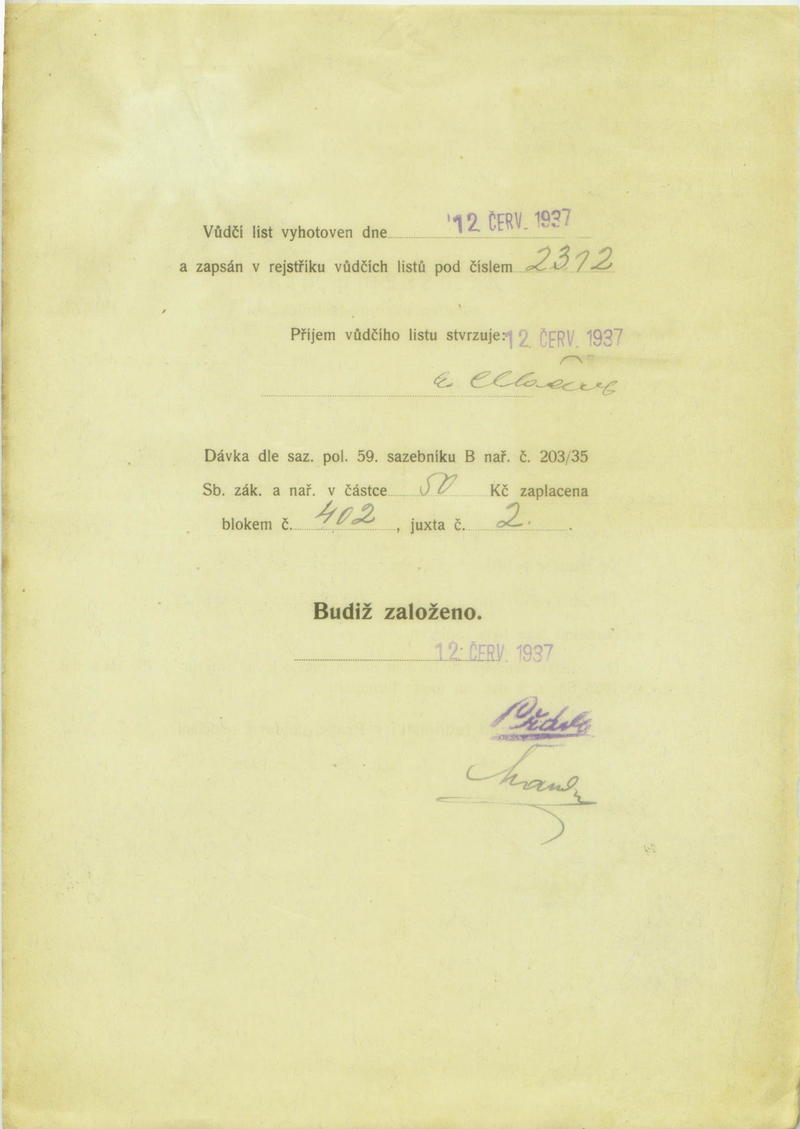 Vůdčí list vyhotoven dne 12 ČERV. 1937
a zapsán v rejstříku vůdčích listů pod číslem 2312
Příjem vůdčího listu stvrzuje: 12. ČERV. 1937
Dávka dle saz. pol. 59. sazebníku B nař. č. 203/35
Sb. zák. a nař. v částce 50 Kč zaplacena
blokem č. 402, juxta č. 2.
Budiž založeno.
12. ČERV. 1937